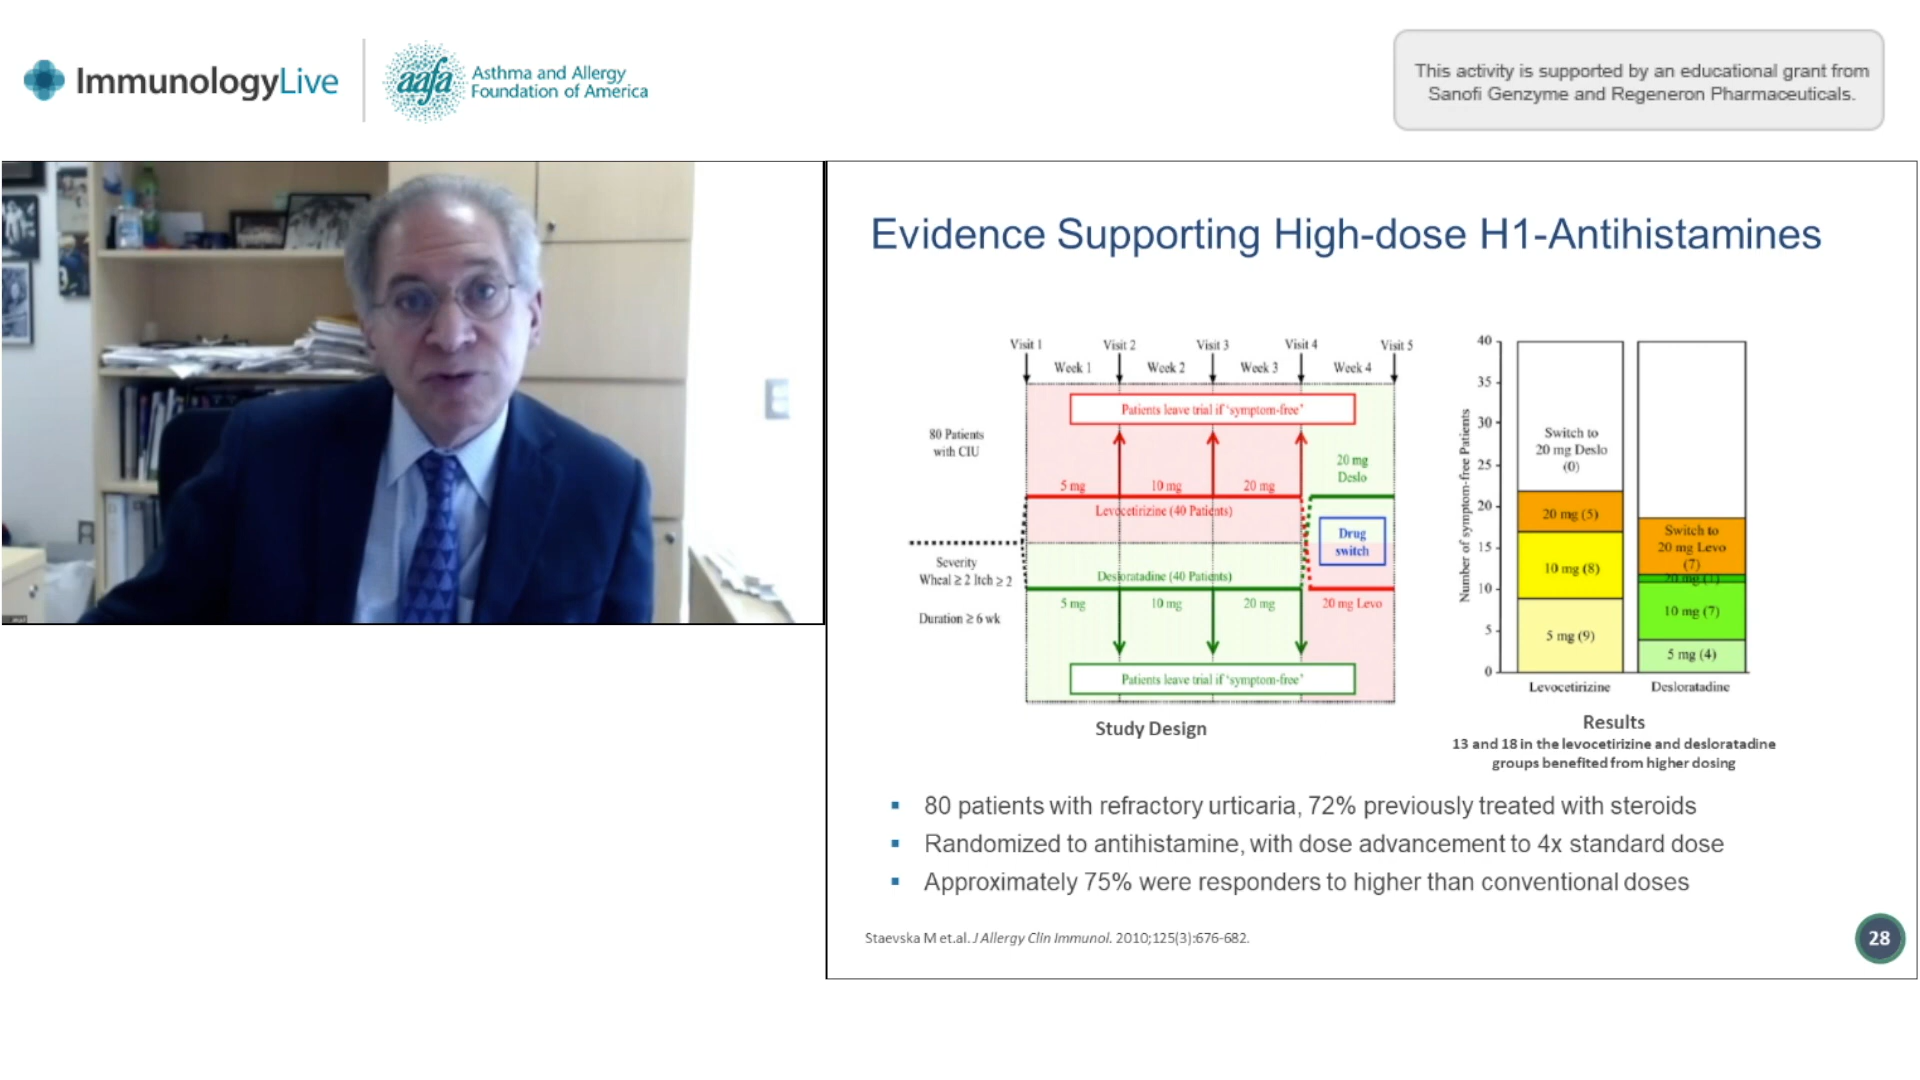 ImmunologyLive
aafa
Asthma and Allergy
Foundation of America
This activity is supported by an educational grant from
Sanofi Genzyme and Regeneron Pharmaceuticals.
Evidence Supporting High-dose H1-Antihistamines
Visit 1 Visit 2 Visit 3 Visit 4 Visit 5
Week 1 Week 2 Week 3 Week 4
Patients leave trial if 'symptom-free'
80 Patients
with CIU
20 mg
Deslo
5 mg 10 mg 20 mg
Levocetirizine (40 Patients)
Drug
switch
Severity
Wheal ≥ 2 Itch ≥ 2
Duration ≥ 6 wk
Desloratadine (40 Patients)
5 mg 10 mg 20 mg 20 mg Levo
Patients leave trial if 'symptom-free'
Study Design
Number of symptom-free Patients
40
35
30
25
20
15
10
5
0
Switch to
20 mg Deslo
(0)
20 mg (5)
10 mg (8)
5 mg (9)
Switch to
20 mg Levo
(7)
20 mg (1)
10 mg (7)
5 mg (4)
Levocetirizine Desloratadine
Results
13 and 18 in the levocetirizine and desloratadine
groups benefited from higher dosing
▪ 80 patients with refractory urticaria, 72% previously treated with steroids
▪ Randomized to antihistamine, with dose advancement to 4x standard dose
▪ Approximately 75% were responders to higher than conventional doses
Staevska M et.al. J Allergy Clin Immunol. 2010;125(3):676-682.
28